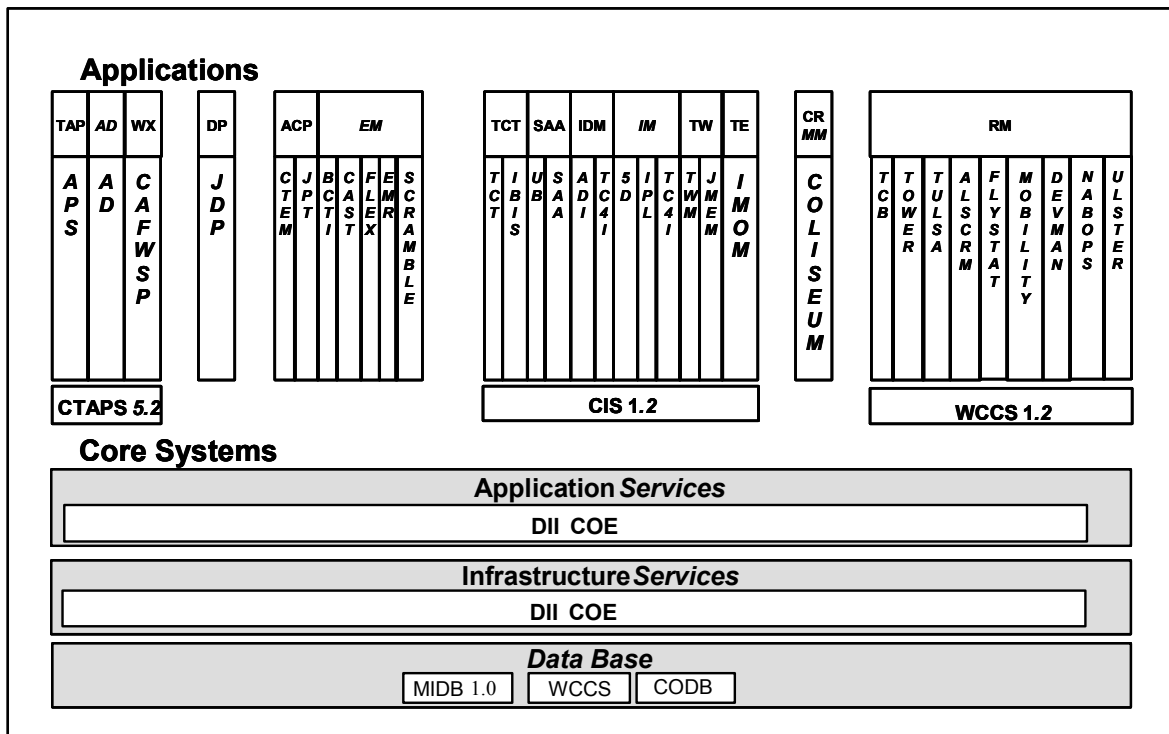 Applications
TAP AD WX DP ACP EM TCT SAA IDM IM TW TE CR MM RM
APS
AD
CAFWSP
JDP
CTEM
JPT
BCTI
CAST
FLEX
EMR
SCRAMBLE
TCT
IBIS
UB
SAA
ADI
TC4I
5D
IPL
TC4I
TWM
JMEM
IMOM
COLISEUM
TCB
TOWER
TULSA
ALSCRM
FLYSTAT
MOBILITY
DEVMAN
NABOPS
ULSTER
CTAPS 5.2 CIS 1.2 WCCS 1.2
Core Systems
Application Services
DII COE
Infrastructure Services
DII COE
Data Base
MIDB 1.0 WCCS CODB